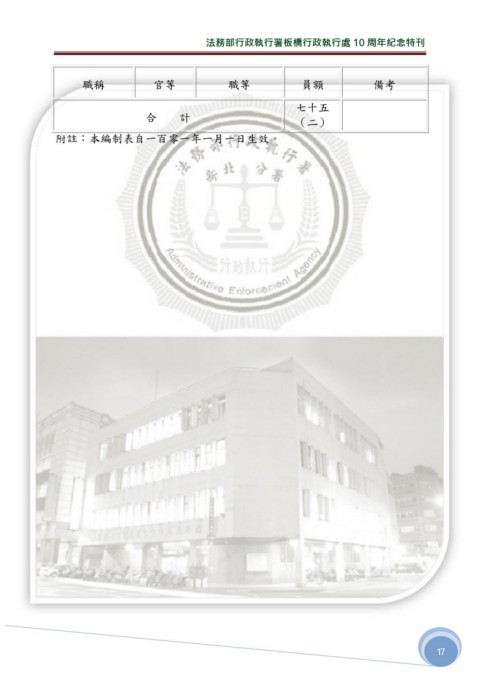 法務部行政執行署板橋行政執行處 10 周年紀念特刊
職稱 官等 職等 員額 備考
合 計 七十五
（二）
附註：本編制表自一百零一年一月一日生效。
法務部行政執行署
新北分署
行政執行
Administrative Enforcement Agency
17